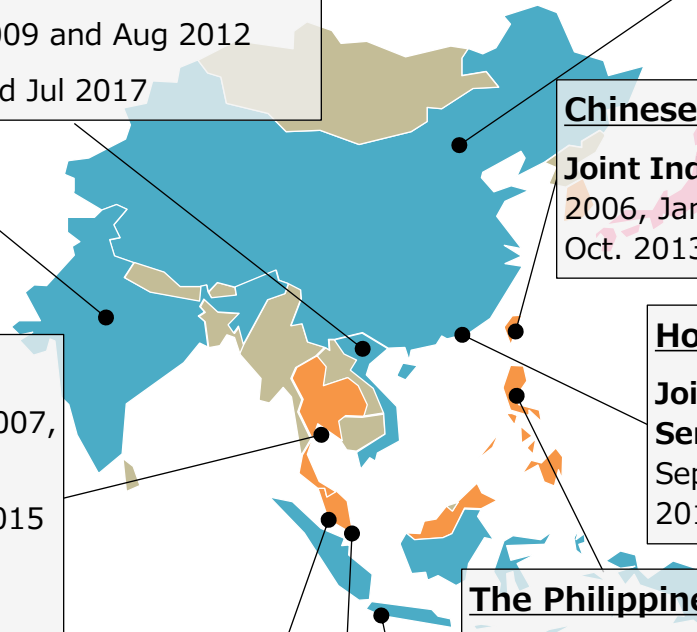 09 and Aug 2012
d Jul 2017
Chinese
Joint Ind
2006, Jan
Oct. 2013
007,
015
Ho
Joi
Ser
Sep
201
The Philippine